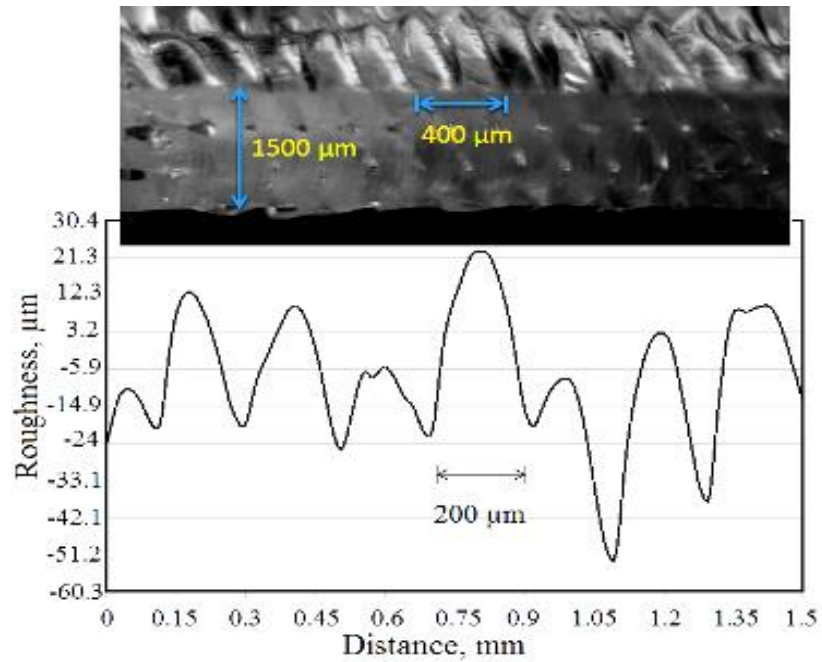 1500 µm
400 µm
30.4
21.3
12.3
3.2
-5.9
-14.9
-24
-33.1
-42.1
-51.2
-60.3
Roughness, µm
200 µm
0 0.15 0.3 0.45 0.6 0.75 0.9 1.05 1.2 1.35 1.5
Distance, mm